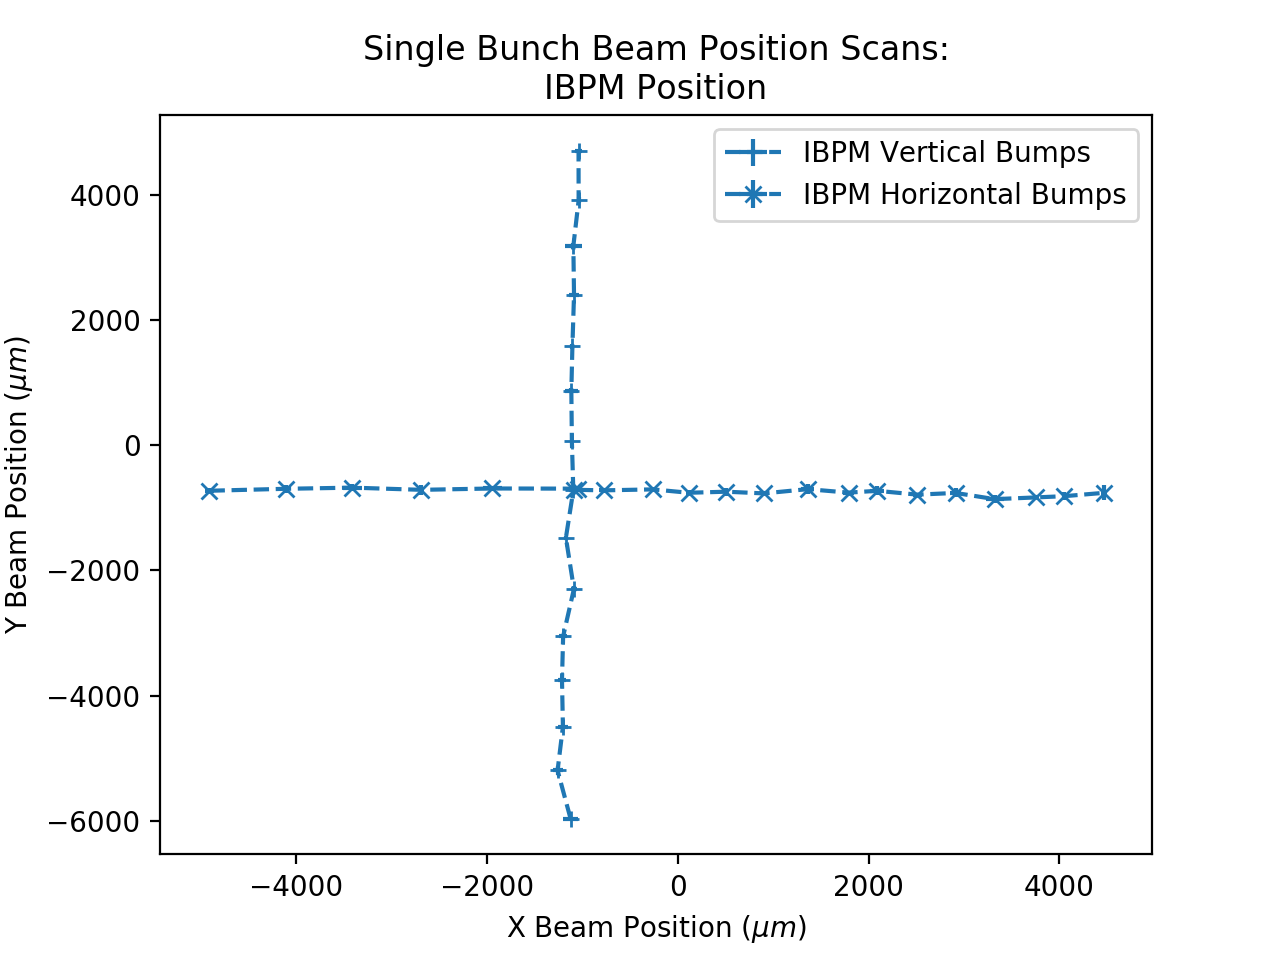 Single Bunch Beam Position Scans:
IBPM Position
IBPM Vertical Bumps
IBPM Horizontal Bumps
4000
2000
0
−2000
−4000
−6000
Y Beam Position (μm)
−4000
−2000
0
2000
4000
X Beam Position (μm)